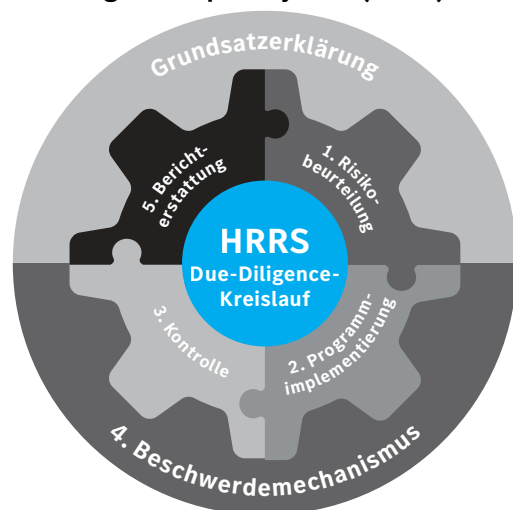 Grundsatzerklärung
1. Risiko-
beurteilung
2. Programm-
implementierung
3. Kontrolle
4. Beschwerdemechanismus
5. Bericht-
erstattung
HRRS
Due-Diligence-
Kreislauf